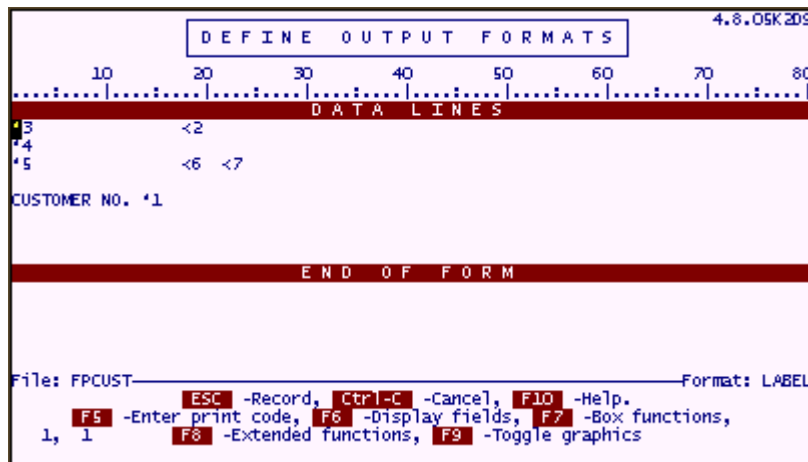 4.8.05K2D9
DEFINE OUTPUT FORMATS
10 20 30 40 50 60 70 80
DATA LINES
*3 <2
*4
*5 <6 <7
CUSTOMER NO. *1
END OF FORM
File: FPCUST Format: LABEL
ESC -Record, Ctrl-C -Cancel, F10 -Help.
F5 -Enter print code, F6 -Display fields, F7 -Box functions,
1, 1 F8 -Extended functions, F9 -Toggle graphics